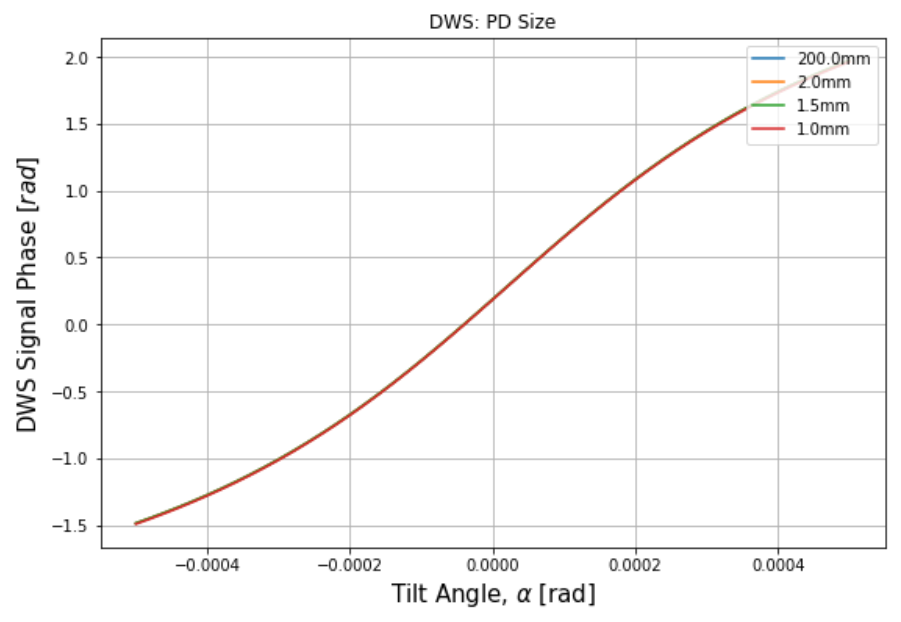 DWS: PD Size
2.0
1.5
1.0
0.5
0.0
−0.5
−1.0
−1.5
DWS Signal Phase [rad]
200.0mm
2.0mm
1.5mm
1.0mm
−0.0004
−0.0002
0.0000
0.0002
0.0004
Tilt Angle, α [rad]